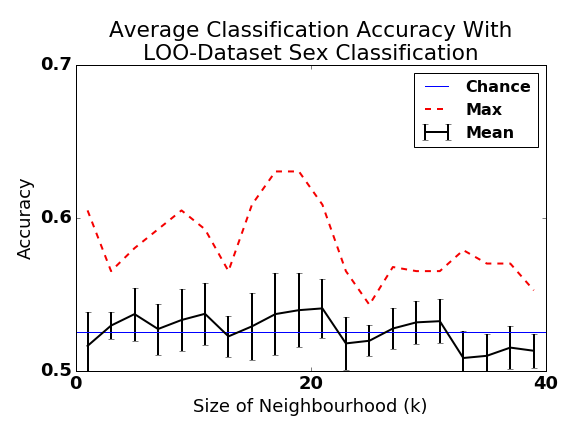 Average Classification Accuracy With
LOO-Dataset Sex Classification
0.7
Chance
Max
Mean
0.6
Accuracy
0.5
0
20
40
Size of Neighbourhood (k)